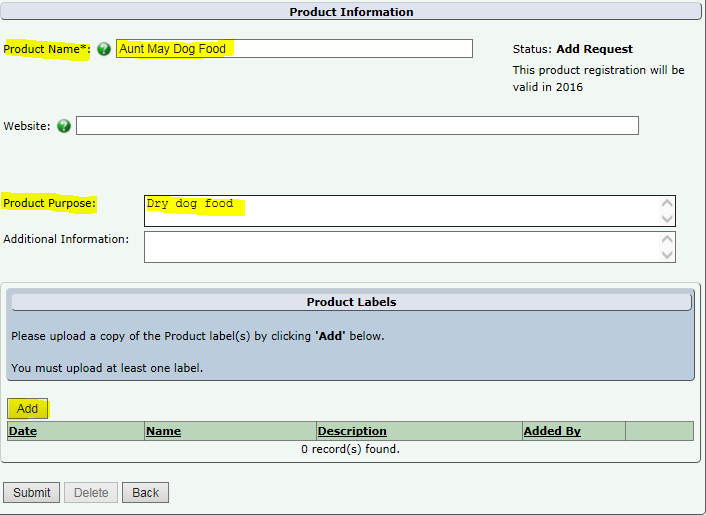 Product Information
Product Name*: Aunt May Dog Food
Status: Add Request
This product registration will be
valid in 2016
Website:
Product Purpose: Dry dog food
Additional Information:
Product Labels
Please upload a copy of the Product label(s) by clicking 'Add' below.
You must upload at least one label.
Add
Date Name Description Added By
0 record(s) found.
Submit Delete Back